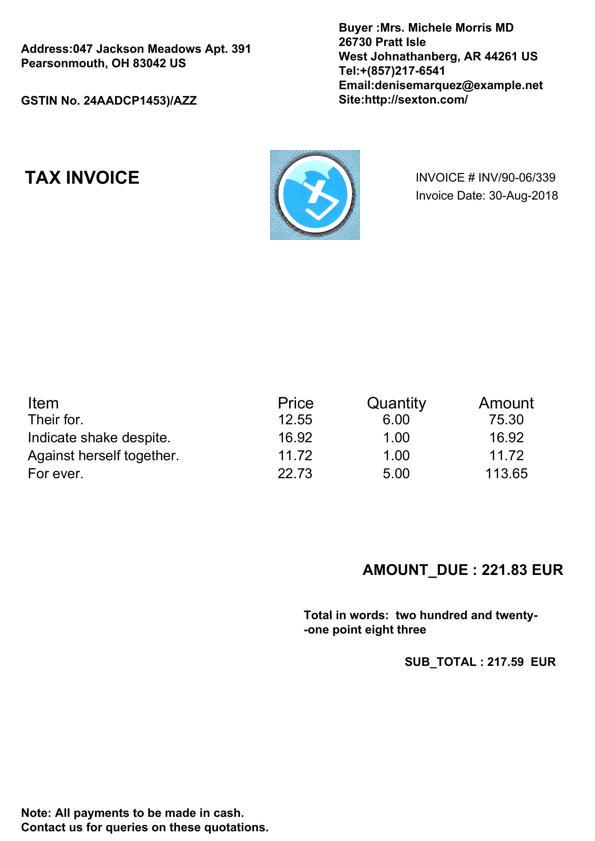 Address:047 Jackson Meadows Apt. 391
Pearsonmouth, OH 83042 US
GSTIN No. 24AADCP1453)/AZZ
Buyer :Mrs. Michele Morris MD
26730 Pratt Isle
West Johnathanberg, AR 44261 US
Tel:+(857)217-6541
Email:denisemarquez@example.net
Site:http://sexton.com/
TAX INVOICE
INVOICE # INV/90-06/339
Invoice Date: 30-Aug-2018
Item Price Quantity Amount
Their for. 12.55 6.00 75.30
Indicate shake despite. 16.92 1.00 16.92
Against herself together. 11.72 1.00 11.72
For ever. 22.73 5.00 113.65
AMOUNT_DUE : 221.83 EUR
Total in words: two hundred and twenty-
-one point eight three
SUB_TOTAL : 217.59 EUR
Note: All payments to be made in cash.
Contact us for queries on these quotations.